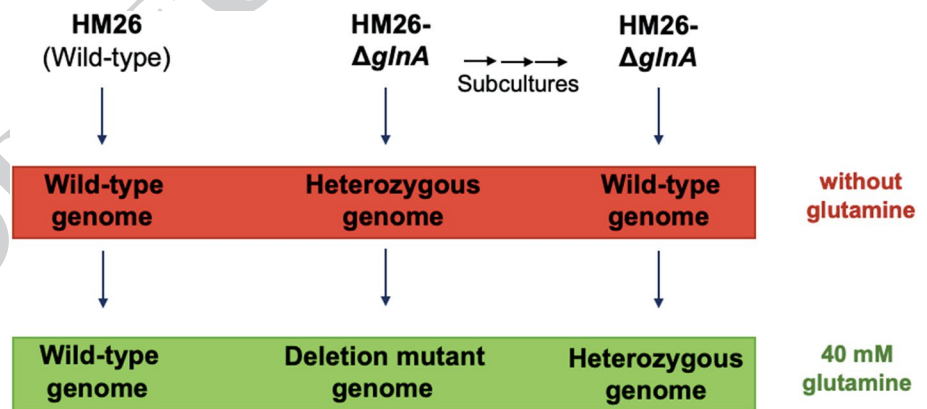 HM26
(Wild-type)
HM26-
ΔglnA
Subcultures
HM26-
ΔglnA
Wild-type
genome
Heterozygous
genome
Wild-type
genome
without
glutamine
Wild-type
genome
Deletion mutant
genome
Heterozygous
genome
40 mM
glutamine